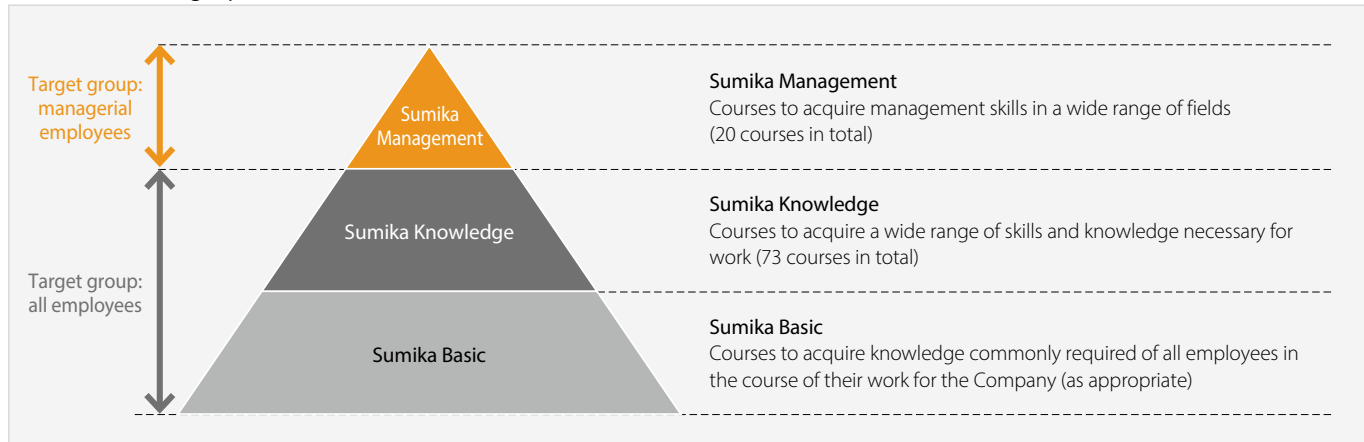 Target group:
managerial
employees
Sumika
Management
Sumika Management
Courses to acquire management skills in a wide range of fields
(20 courses in total)
Target group:
all employees
Sumika Knowledge
Sumika Knowledge
Courses to acquire a wide range of skills and knowledge necessary for
work (73 courses in total)
Sumika Basic
Sumika Basic
Courses to acquire knowledge commonly required of all employees in
the course of their work for the Company (as appropriate)